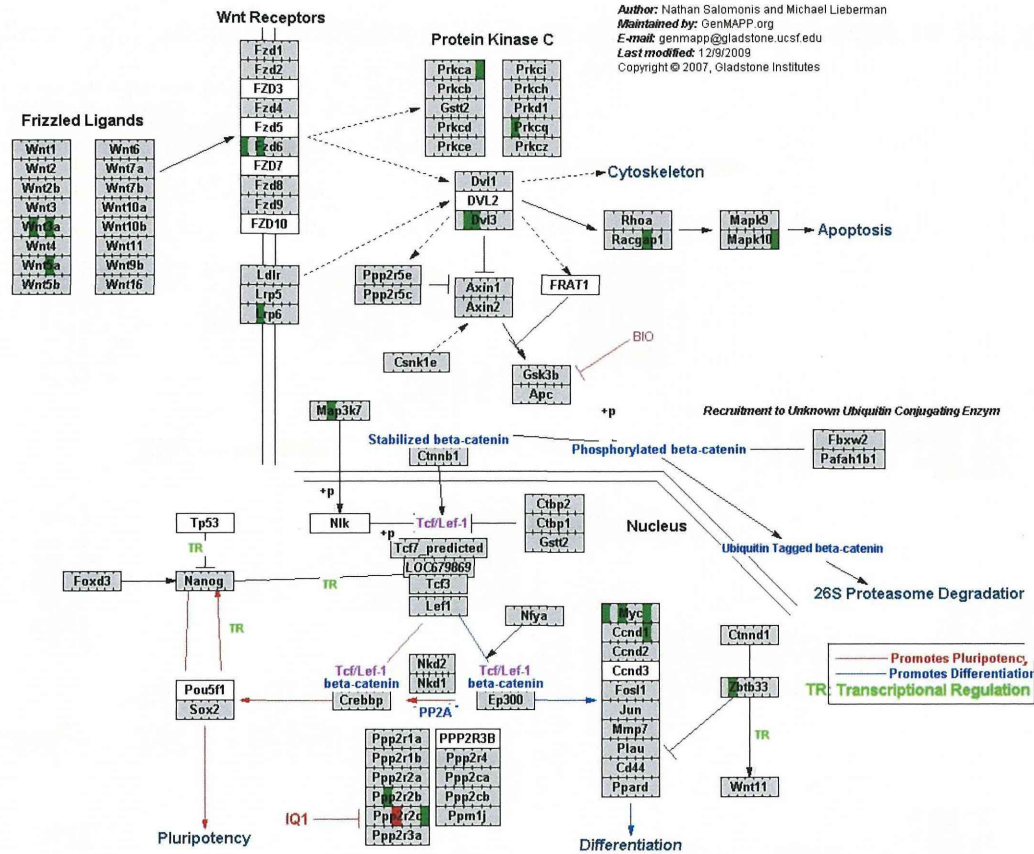 Author: Nathan Salomonis and Michael Lieberman
Maintained by: GenMAPP.org
E-mail: genmapp@gladstone.ucsf.edu
Last modified: 12/9/2009
Copyright © 2007, Gladstone Institutes
Wnt Receptors
Fzd1
Fzd2
FZD3
Fzd4
Fzd5
Fzd6
FZD7
Fzd8
Fzd9
FZD10
Ldlr
Lrp5
Lrp6
Protein Kinase C
Prkca
Prkcb
Gstt2
Prkcd
Prkce
Prkci
Prkch
Prkd1
Prkcq
Prkcz
Frizzled Ligands
Wnt1
Wnt2
Wnt2b
Wnt3
Wnt3a
Wnt4
Wnt5a
Wnt5b
Wnt6
Wnt7a
Wnt7b
Wnt10a
Wnt10b
Wnt11
Wnt9b
Wnt16
Dvl1
DVL2
Dvl3
Cytoskeleton
Rhoa
Racgap1
Mapk9
Mapk10
Apoptosis
Ppp2r5e
Ppp2r5c
Axin1
Axin2
FRAT1
Csnk1e
BIO
Gsk3b
Apc
+p
Recruitment to Unknown Ubiquitin Conjugating Enzym
Map3k7
Stabilized beta-catenin
Ctnnb1
Phosphorylated beta-catenin
Fbxw2
Pafah1b1
+p
Nlk
+p
Tcf/Lef-1
Ctbp2
Ctbp1
Gstt2
Nucleus
Ubiquitin Tagged beta-catenin
26S Proteasome Degradatior
Tp53
TR
Foxd3
Nanog
TR
TR
Tcf7_predicted
LOC679869
Tcf3
Lef1
Nfya
Tcf/Lef-1
beta-catenin
Crebbp
Nkd2
Nkd1
"PP2A"
Tcf/Lef-1
beta-catenin
Ep300
Pou5f1
Sox2
Pluripotency
IQ1
Ppp2r1a
Ppp2r1b
Ppp2r2a
Ppp2r2b
Ppp2r2c
Ppp2r3a
PPP2R3B
Ppp2r4
Ppp2ca
Ppp2cb
Ppm1j
Myc
Ccnd1
Ccnd2
Ccnd3
Fosl1
Jun
Mmp7
Plau
Cd44
Ppard
Differentiation
Ctnnd1
Zbtb33
TR
Wnt11
Promotes Pluripotency
Promotes Differentiation
TR: Transcriptional Regulation